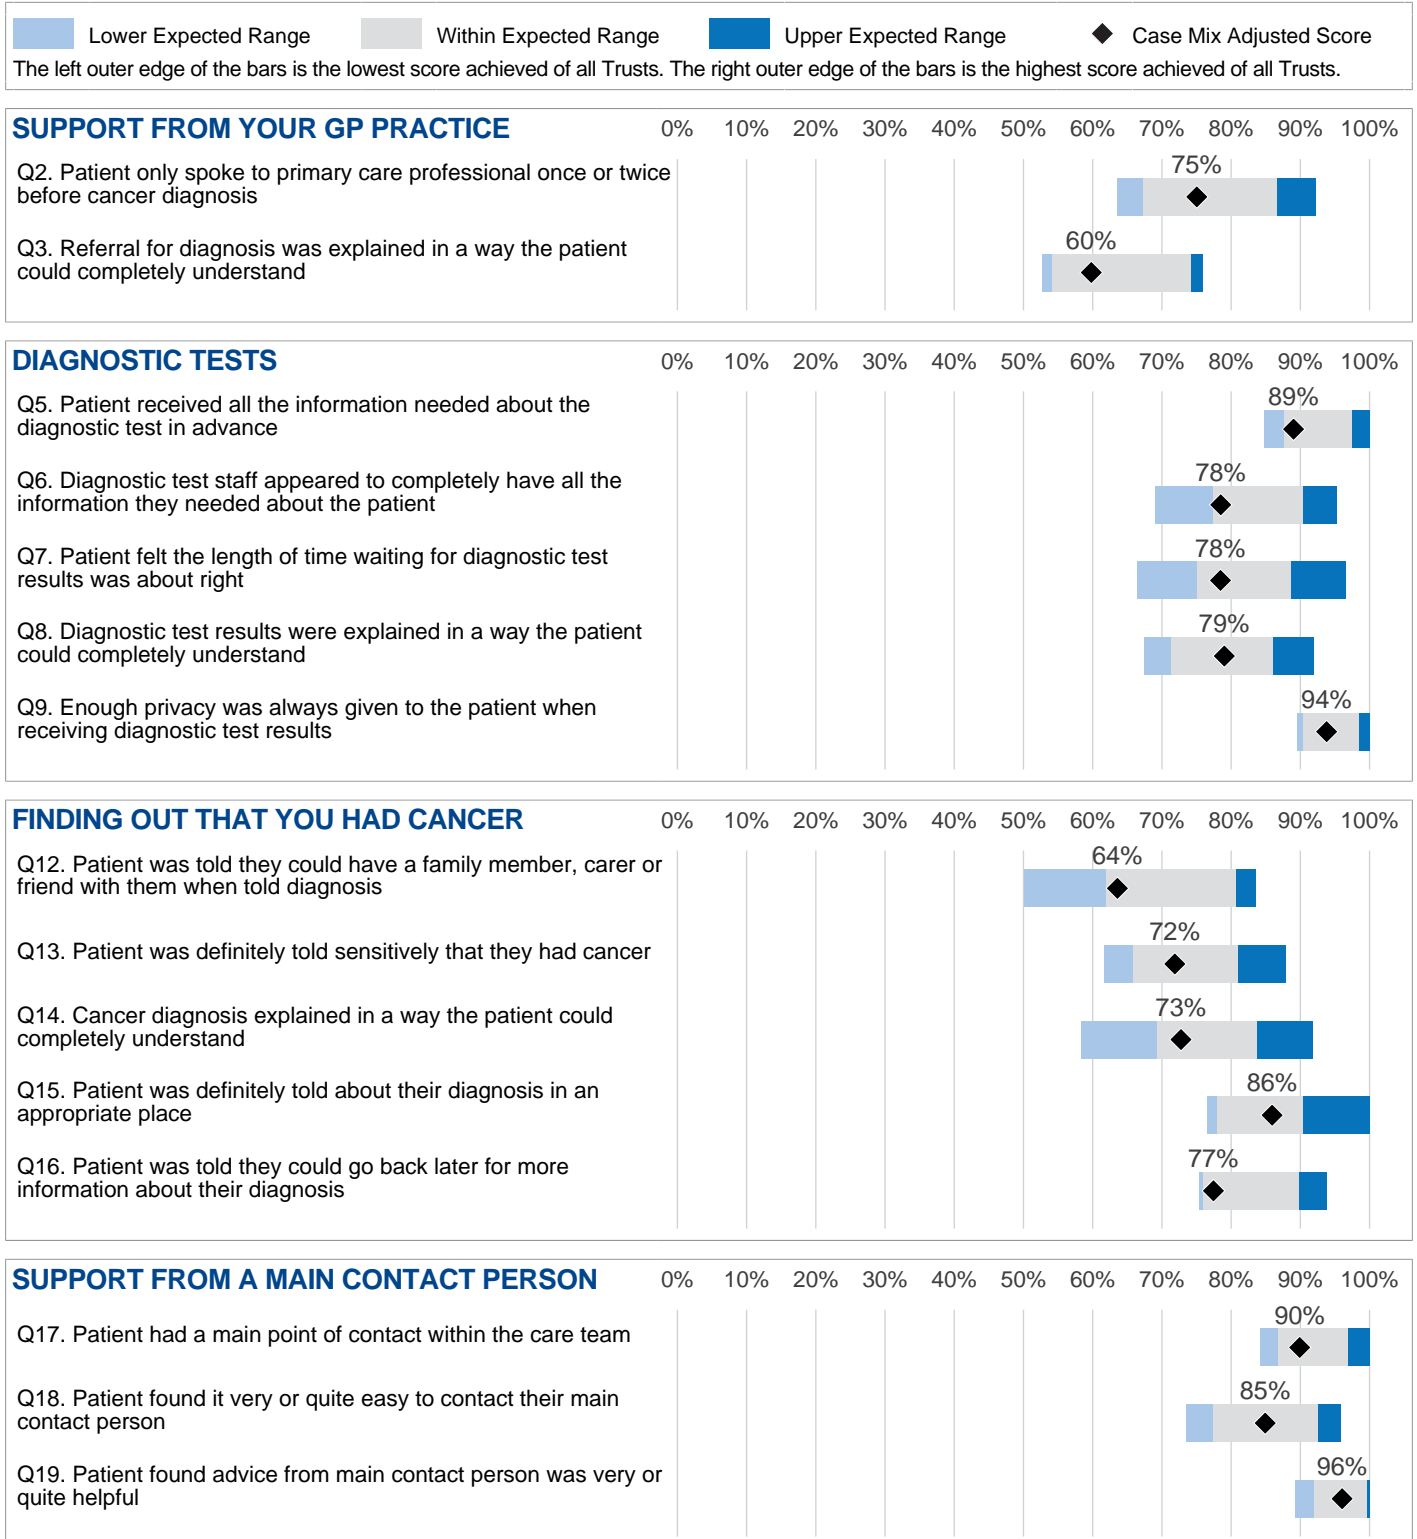 Lower Expected Range Within Expected Range Upper Expected Range Case Mix Adjusted Score
The left outer edge of the bars is the lowest score achieved of all Trusts. The right outer edge of the bars is the highest score achieved of all Trusts.
SUPPORT FROM YOUR GP PRACTICE 0% 10% 20% 30% 40% 50% 60% 70% 80% 90% 100%
75%
Q2. Patient only spoke to primary care professional once or twice
before cancer diagnosis
60%
Q3. Referral for diagnosis was explained in a way the patient
could completely understand
DIAGNOSTIC TESTS 0% 10% 20% 30% 40% 50% 60% 70% 80% 90% 100%
89%
Q5. Patient received all the information needed about the
diagnostic test in advance
78%
Q6. Diagnostic test staff appeared to completely have all the
information they needed about the patient
78%
Q7. Patient felt the length of time waiting for diagnostic test
results was about right
79%
Q8. Diagnostic test results were explained in a way the patient
could completely understand
94%
Q9. Enough privacy was always given to the patient when
receiving diagnostic test results
FINDING OUT THAT YOU HAD CANCER 0% 10% 20% 30% 40% 50% 60% 70% 80% 90% 100%
64%
Q12. Patient was told they could have a family member, carer or
friend with them when told diagnosis
72%
Q13. Patient was definitely told sensitively that they had cancer
73%
Q14. Cancer diagnosis explained in a way the patient could
completely understand
86%
Q15. Patient was definitely told about their diagnosis in an
appropriate place
77%
Q16. Patient was told they could go back later for more
information about their diagnosis
SUPPORT FROM A MAIN CONTACT PERSON 0% 10% 20% 30% 40% 50% 60% 70% 80% 90% 100%
90%
Q17. Patient had a main point of contact within the care team
85%
Q18. Patient found it very or quite easy to contact their main
contact person
96%
Q19. Patient found advice from main contact person was very or
quite helpful